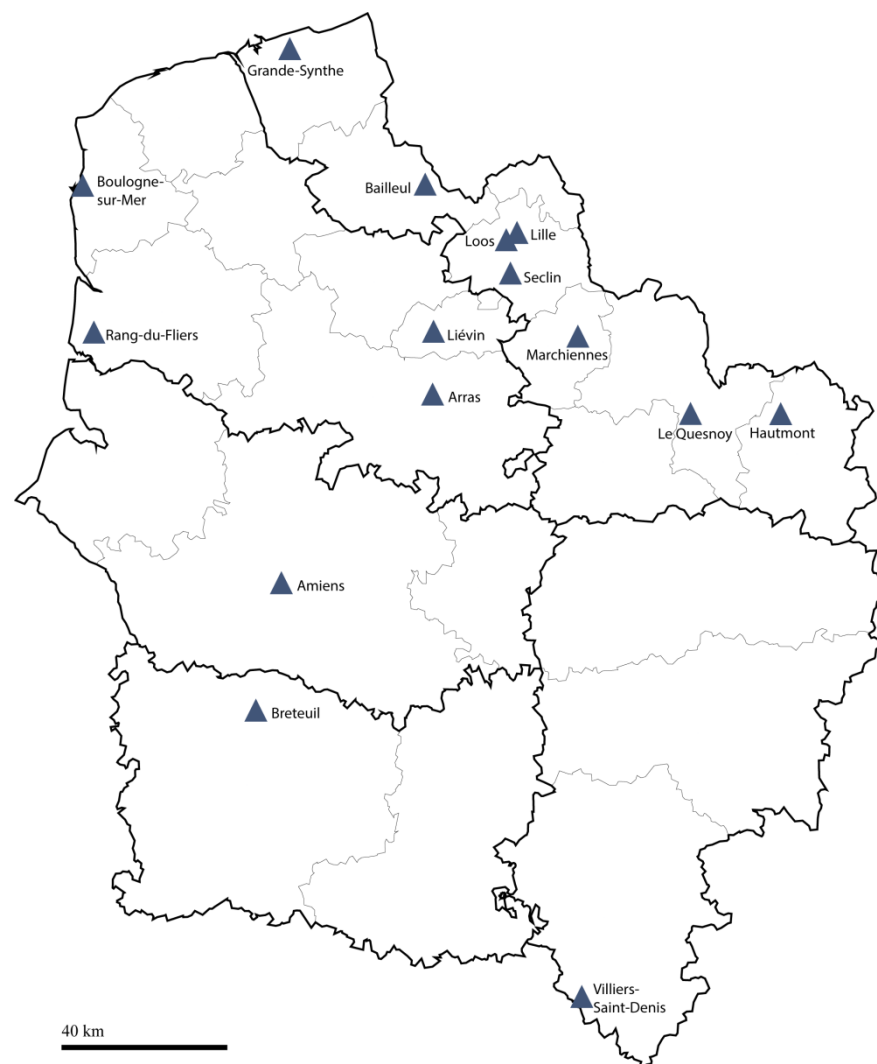 Grande-Synthe
Boulogne-
sur-Mer
Bailleul
Loos
Lille
Seclin
Rang-du-Fliers
Liévin
Marchiennes
Arras
Le Quesnoy
Hautmont
Amiens
Breteuil
Villiers-
Saint-Denis
40 km